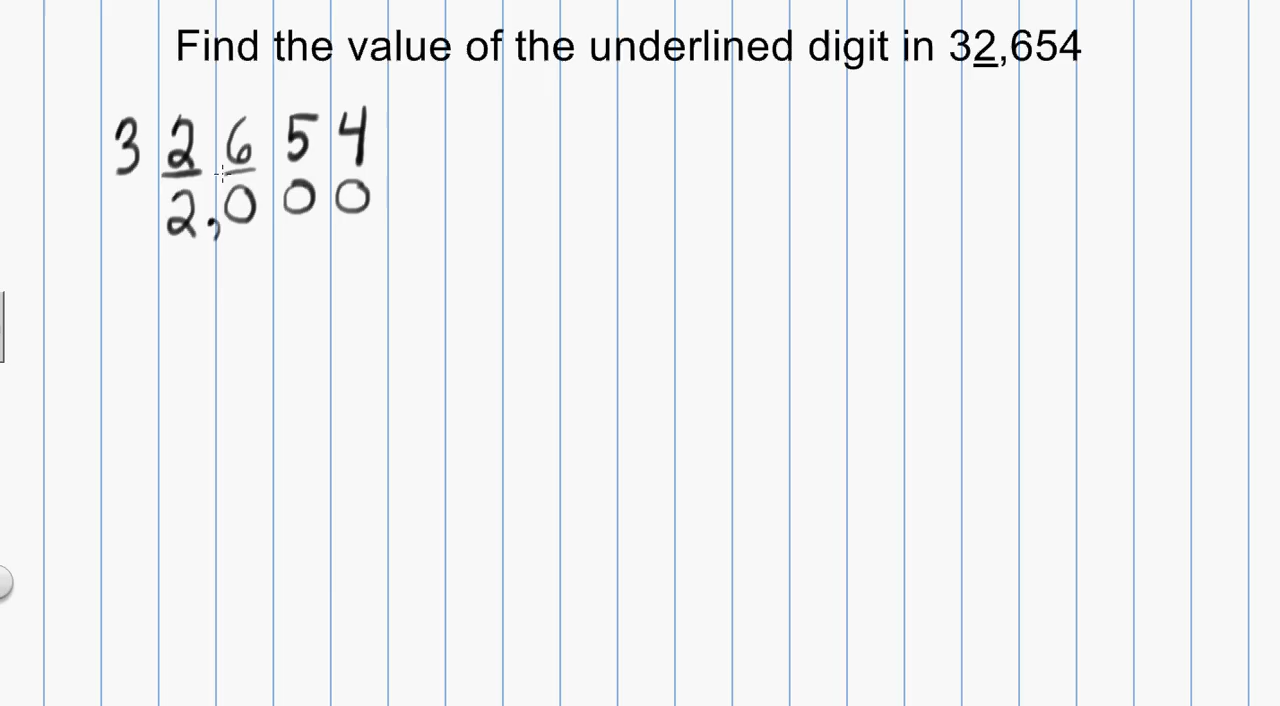 Find the value of the underlined digit in 32,654
3 2 6 5 4
2,0 0 0